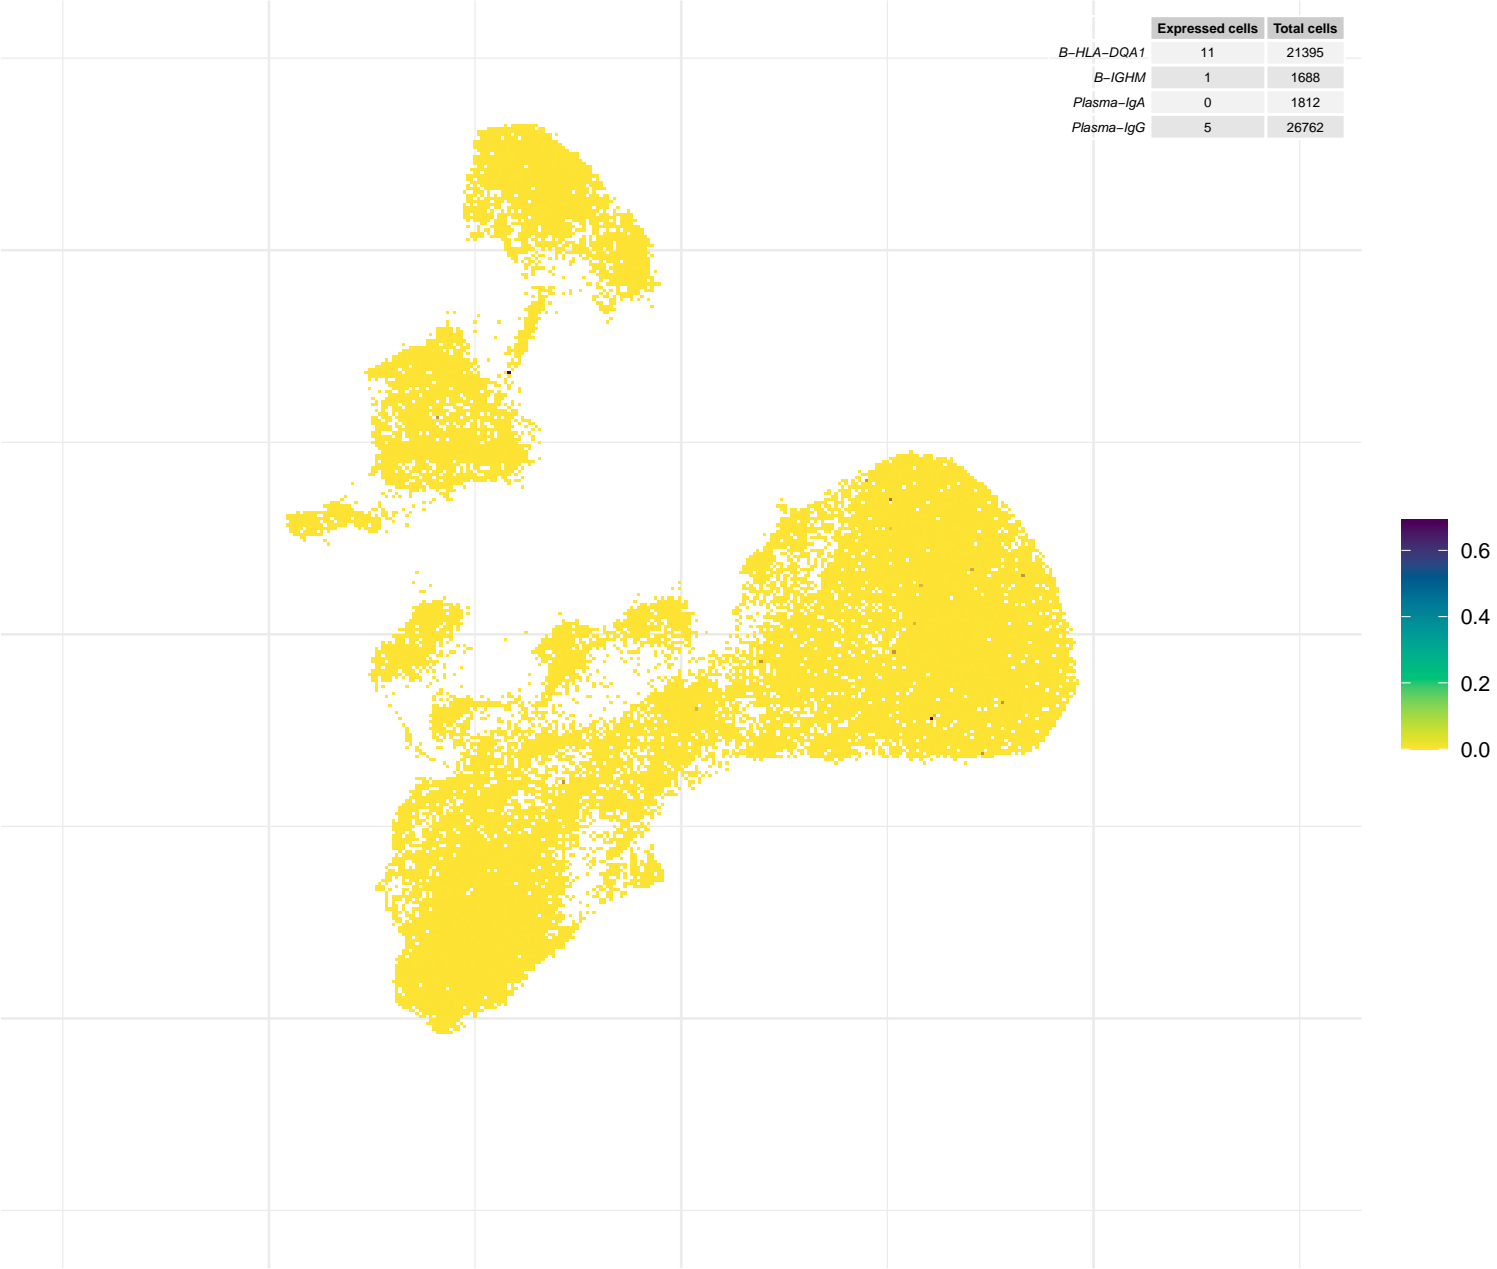 Expressed cells Total cells
B−HLA−DQA1 11 21395
B−IGHM 1 1688
Plasma−IgA 0 1812
Plasma−IgG 5 26762
0.6
0.4
0.2
0.0